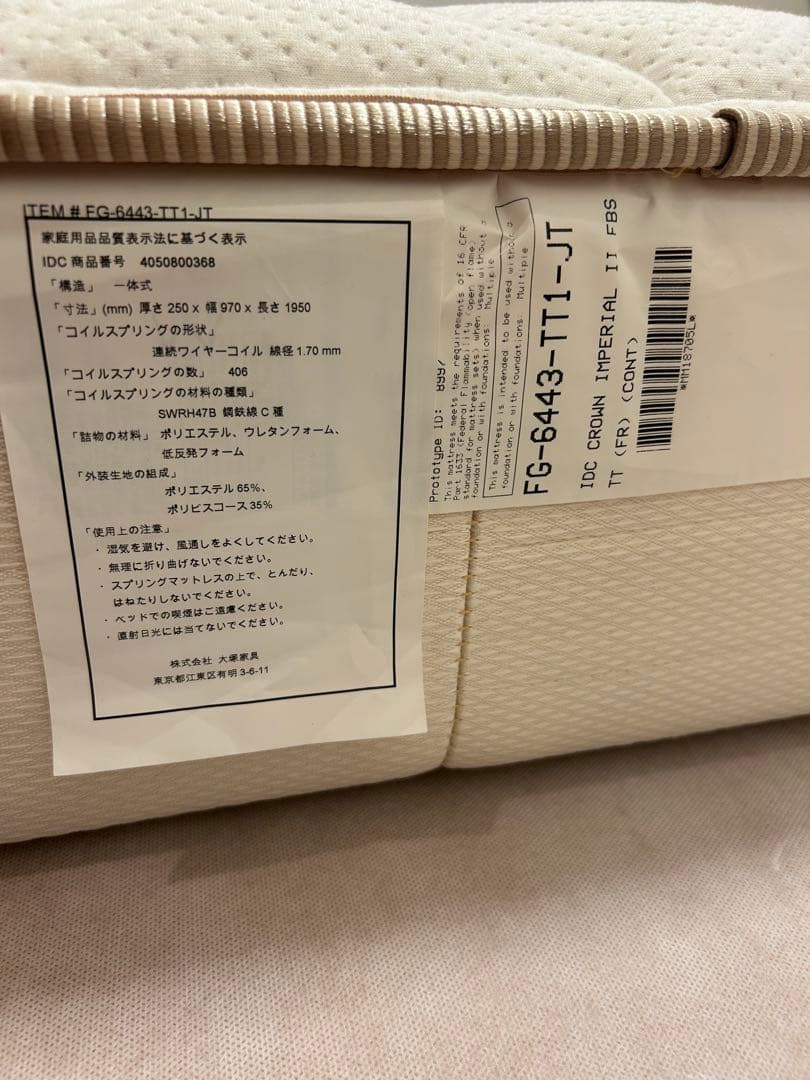 ITEM # FG-6443-TT1-JT
家庭用品品質表示法に基づく表示
IDC 商品番号 4050800368
「構造」 一体式
「寸法」(mm) 厚さ 250 x 幅 970 x 長さ 1950
「コイルスプリングの形状」
連続ワイヤーコイル 線径 1.70 mm
「コイルスプリングの数」 406
「コイルスプリングの材料の種類」
SWRH47B 鋼鉄線 C 種
「詰物の材料」 ポリエステル、ウレタンフォーム、
低反発フォーム
「外装生地の組成」
ポリエステル 65%、
ポリビスコース 35%
「使用上の注意」
・ 湿気を避け、風通しをよくしてください。
・ 無理に折り曲げないでください。
・ スプリングマットレスの上で、とんだり、
はねたりしないでください。
・ ベッドでの喫煙はご遠慮ください。
・ 直射日光には当てないでください。
株式会社 大塚家具
東京都江東区有明 3-6-11
Prototype ID:
This mattress meets the requirements of 16 CFR
Part 1633 (Federal Flammability (open flame)
standard for mattress sets) when used without a
foundation or with foundations: Multiple
This mattress is intended to be used without a
foundation or with foundations: Multiple
FG-6443-TT1-JT
IDC CROWN IMPERIAL II FBS
TT (FR) (CONT)
*MM18705L*